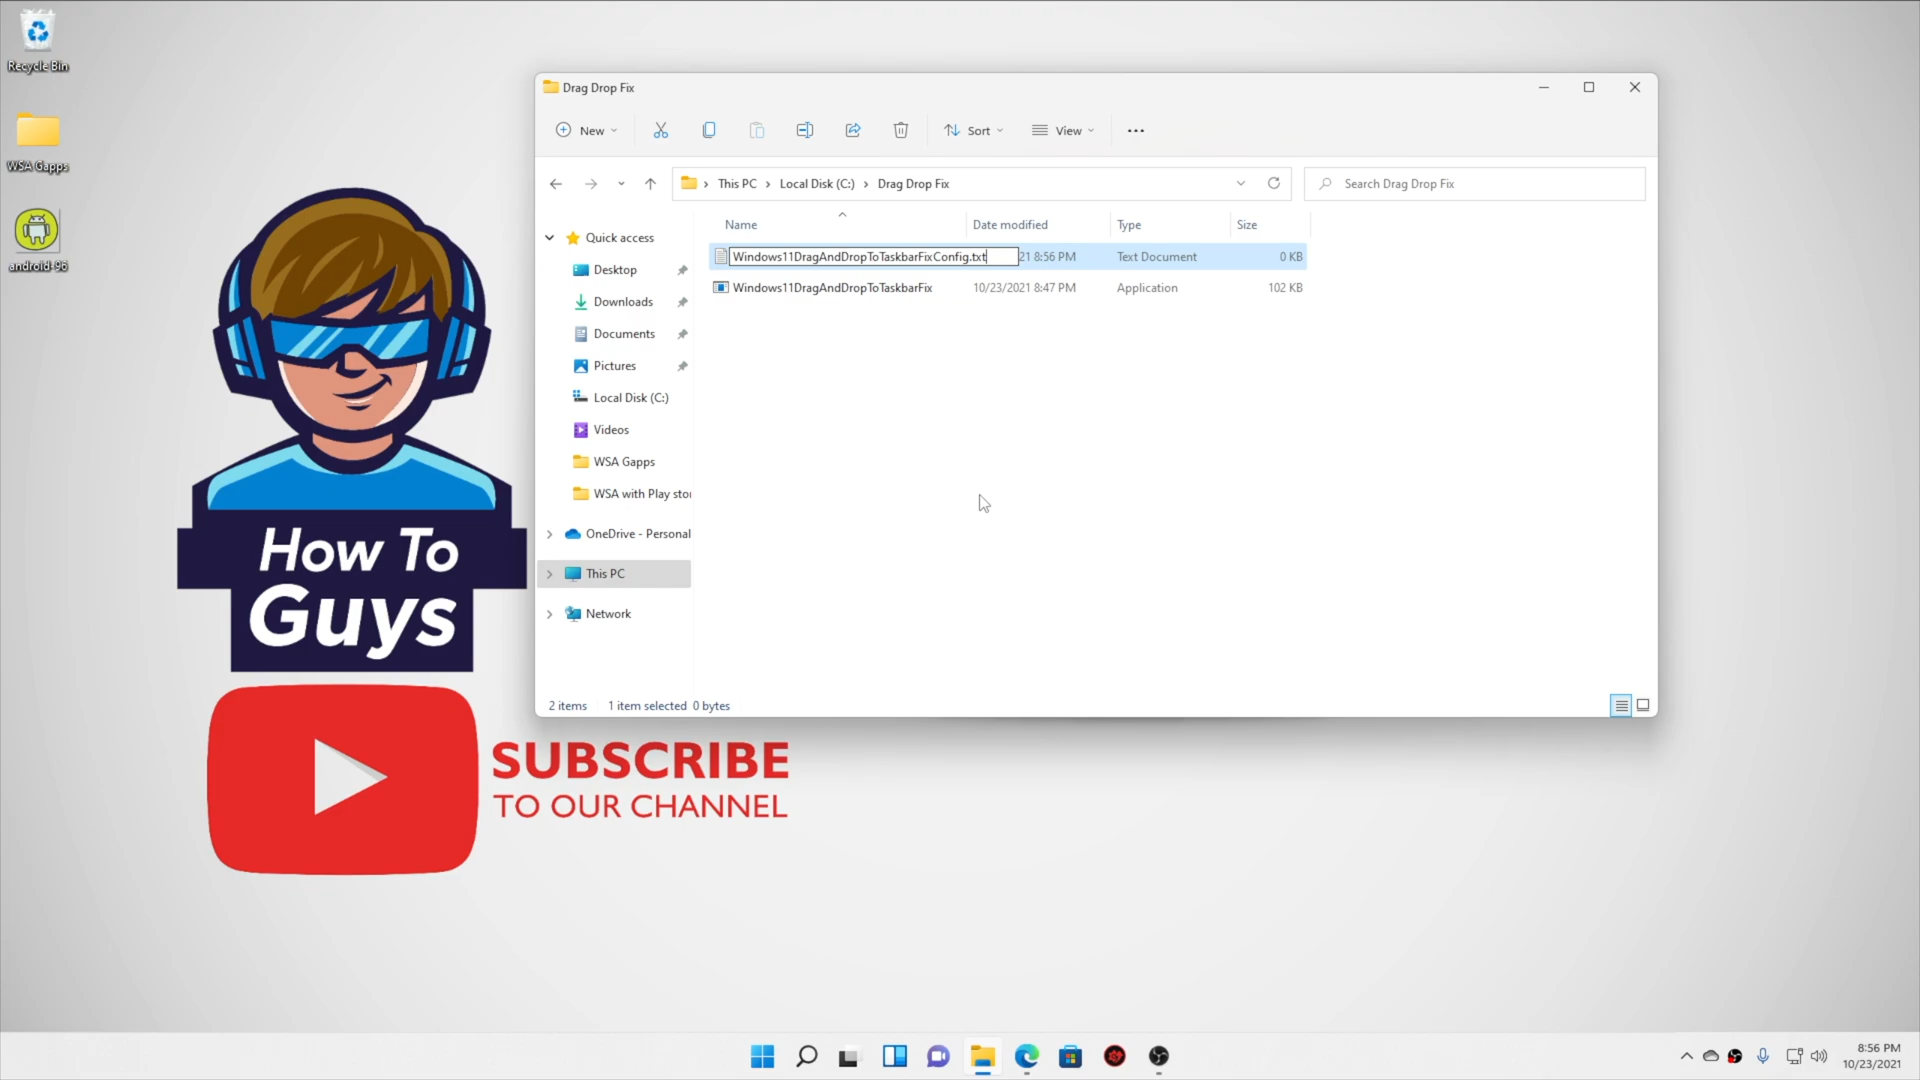 Recycle Bin
WSA Gapps
android-96
How To
Guys
SUBSCRIBE
TO OUR CHANNEL
Drag Drop Fix
New
Sort
View
This PC
Local Disk (C:)
Drag Drop Fix
Search Drag Drop Fix
Name
Date modified
Type
Size
Windows11DragAndDropToTaskbarFixConfig.txt
21 8:56 PM
Text Document
0 KB
Windows11DragAndDropToTaskbarFix
10/23/2021 8:47 PM
Application
102 KB
Quick access
Desktop
Downloads
Documents
Pictures
Local Disk (C:)
Videos
WSA Gapps
WSA with Play stor
OneDrive - Personal
This PC
Network
2 items
1 item selected 0 bytes
8:56 PM
10/23/2021